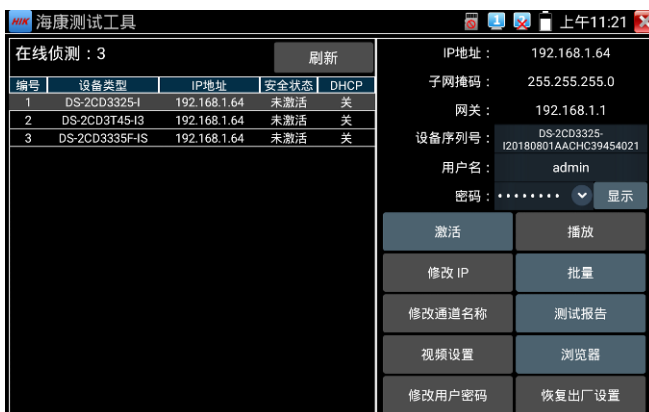 HIK 海康测试工具 上午11:21
在线侦测：3 刷新
编号 设备类型 IP地址 安全状态 DHCP
1 DS-2CD3325-I 192.168.1.64 未激活 关
2 DS-2CD3T45-I3 192.168.1.64 未激活 关
3 DS-2CD3335F-IS 192.168.1.64 未激活 关
IP地址： 192.168.1.64
子网掩码： 255.255.255.0
网关： 192.168.1.1
设备序列号： DS-2CD3325-
I20180801AACHC39454021
用户名： admin
密码： •••••••• 显示
激活 播放
修改 IP 批量
修改通道名称 测试报告
视频设置 浏览器
修改用户密码 恢复出厂设置